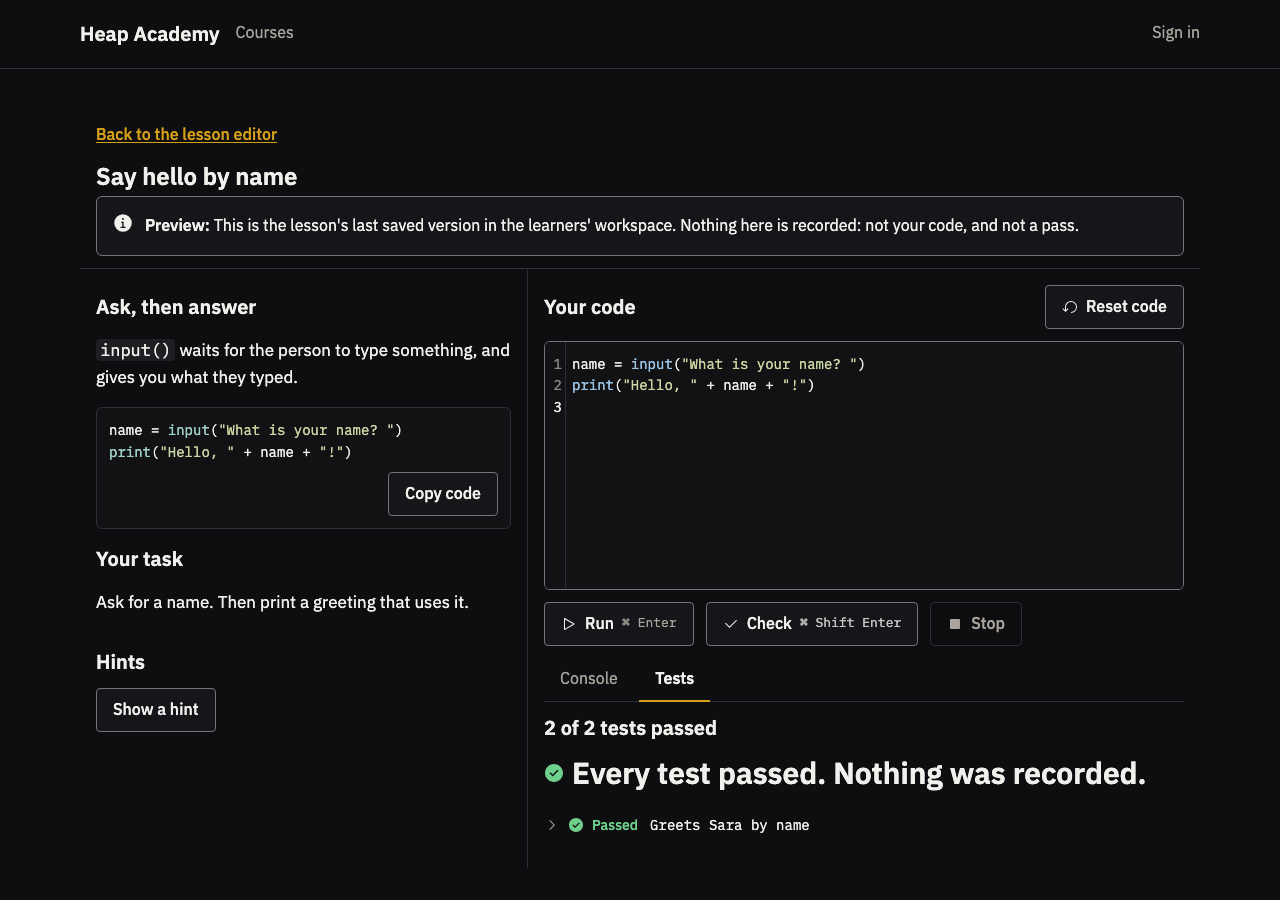 Heap Academy Courses Sign in
Back to the lesson editor
Say hello by name
Preview: This is the lesson's last saved version in the learners' workspace. Nothing here is recorded: not your code, and not a pass.
Ask, then answer
input() waits for the person to type something, and
gives you what they typed.
name = input("What is your name? ")
print("Hello, " + name + "!")
Copy code
Your task
Ask for a name. Then print a greeting that uses it.
Hints
Show a hint
Your code
Reset code
1 name = input("What is your name? ")
2 print("Hello, " + name + "!")
3
Run ⌘ Enter Check ⌘ Shift Enter Stop
Console Tests
2 of 2 tests passed
Every test passed. Nothing was recorded.
Passed Greets Sara by name